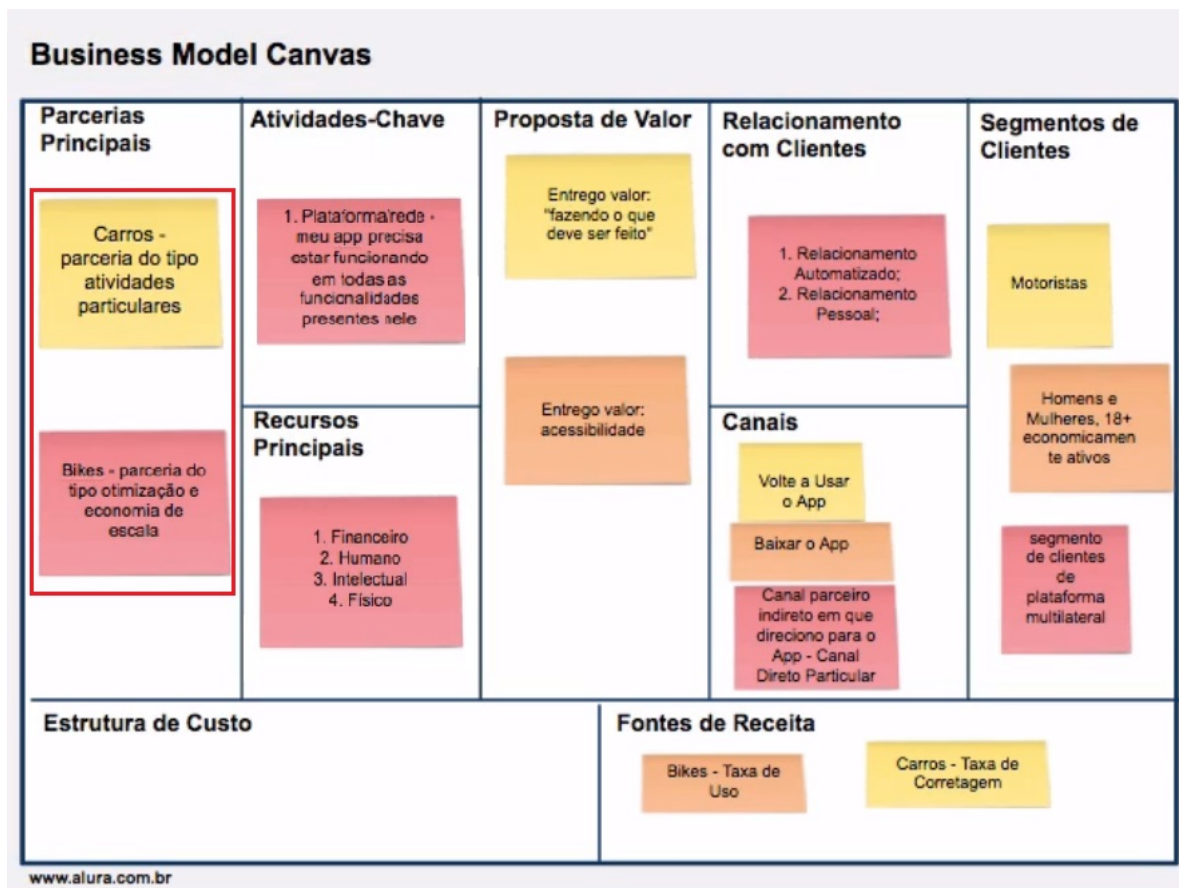 Business Model Canvas
Parcerias
Principais
Carros -
parceria do tipo
atividades
particulares
Bikes - parceria do
tipo otimização e
economia de
escala
Atividades-Chave
1. Plataforma/rede -
meu app precisa
estar funcionando
em todas as
funcionalidades
presentes nele
Recursos
Principais
1. Financeiro
2. Humano
3. Intelectual
4. Físico
Proposta de Valor
Entrego valor:
"fazendo o que
deve ser feito"
Entrego valor:
acessibilidade
Relacionamento
com Clientes
1. Relacionamento
Automatizado;
2. Relacionamento
Pessoal;
Canais
Volte a Usar
o App
Baixar o App
Canal parceiro
indireto em que
direciono para o
App - Canal
Direto Particular
Segmentos de
Clientes
Motoristas
Homens e
Mulheres, 18+
economicamen
te ativos
segmento
de clientes
de
plataforma
multilateral
Estrutura de Custo
Fontes de Receita
Bikes - Taxa de
Uso
Carros - Taxa de
Corretagem
www.alura.com.br